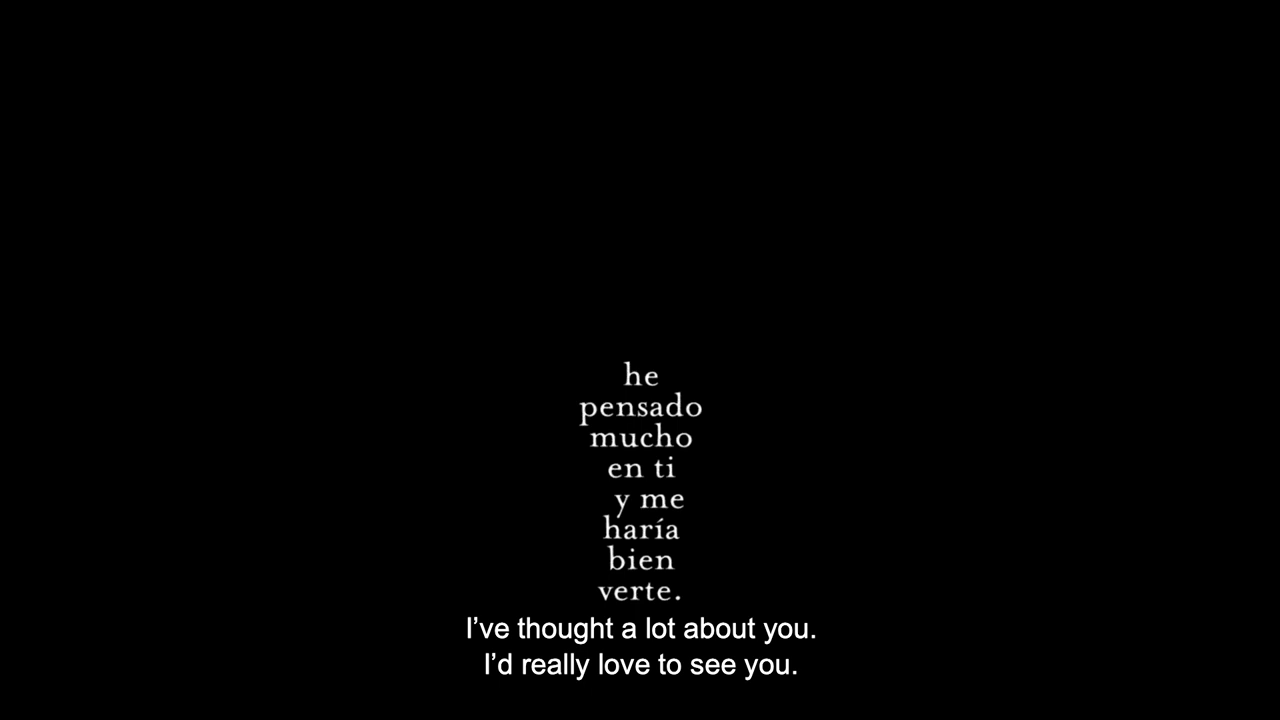 he
pensado
mucho
en ti
y me
haría
bien
verte.
I’ve thought a lot about you.
I’d really love to see you.